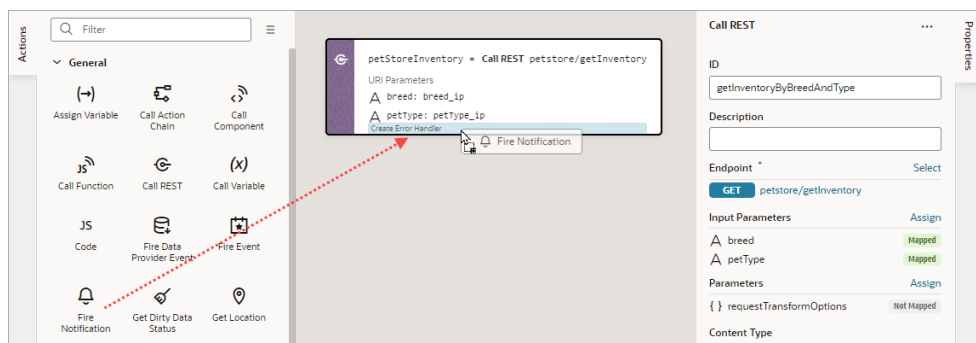 Actions
Filter
General
Assign Variable
Call Action
Chain
Call
Component
JS
Call Function
Call REST
(x)
Call Variable
JS
Code
Fire Data
Provider Event
Fire Event
Fire
Notification
Get Dirty Data
Status
Get Location
petStoreInventory = Call REST petstore/getInventory
URI Parameters
A breed: breed_ip
A petType: petType_ip
Create Error Handler
Fire Notification
Call REST
...
ID
getInventoryByBreedAndType
Description
Endpoint *
Select
GET petstore/getInventory
Input Parameters
Assign
A breed
Mapped
A petType
Mapped
Parameters
Assign
{ } requestTransformOptions
Not Mapped
Content Type
Properties